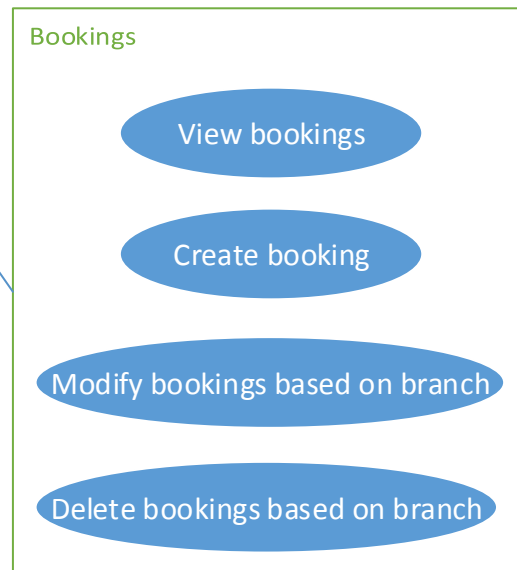 Bookings
View bookings
Create booking
Modify bookings based on branch
Delete bookings based on branch